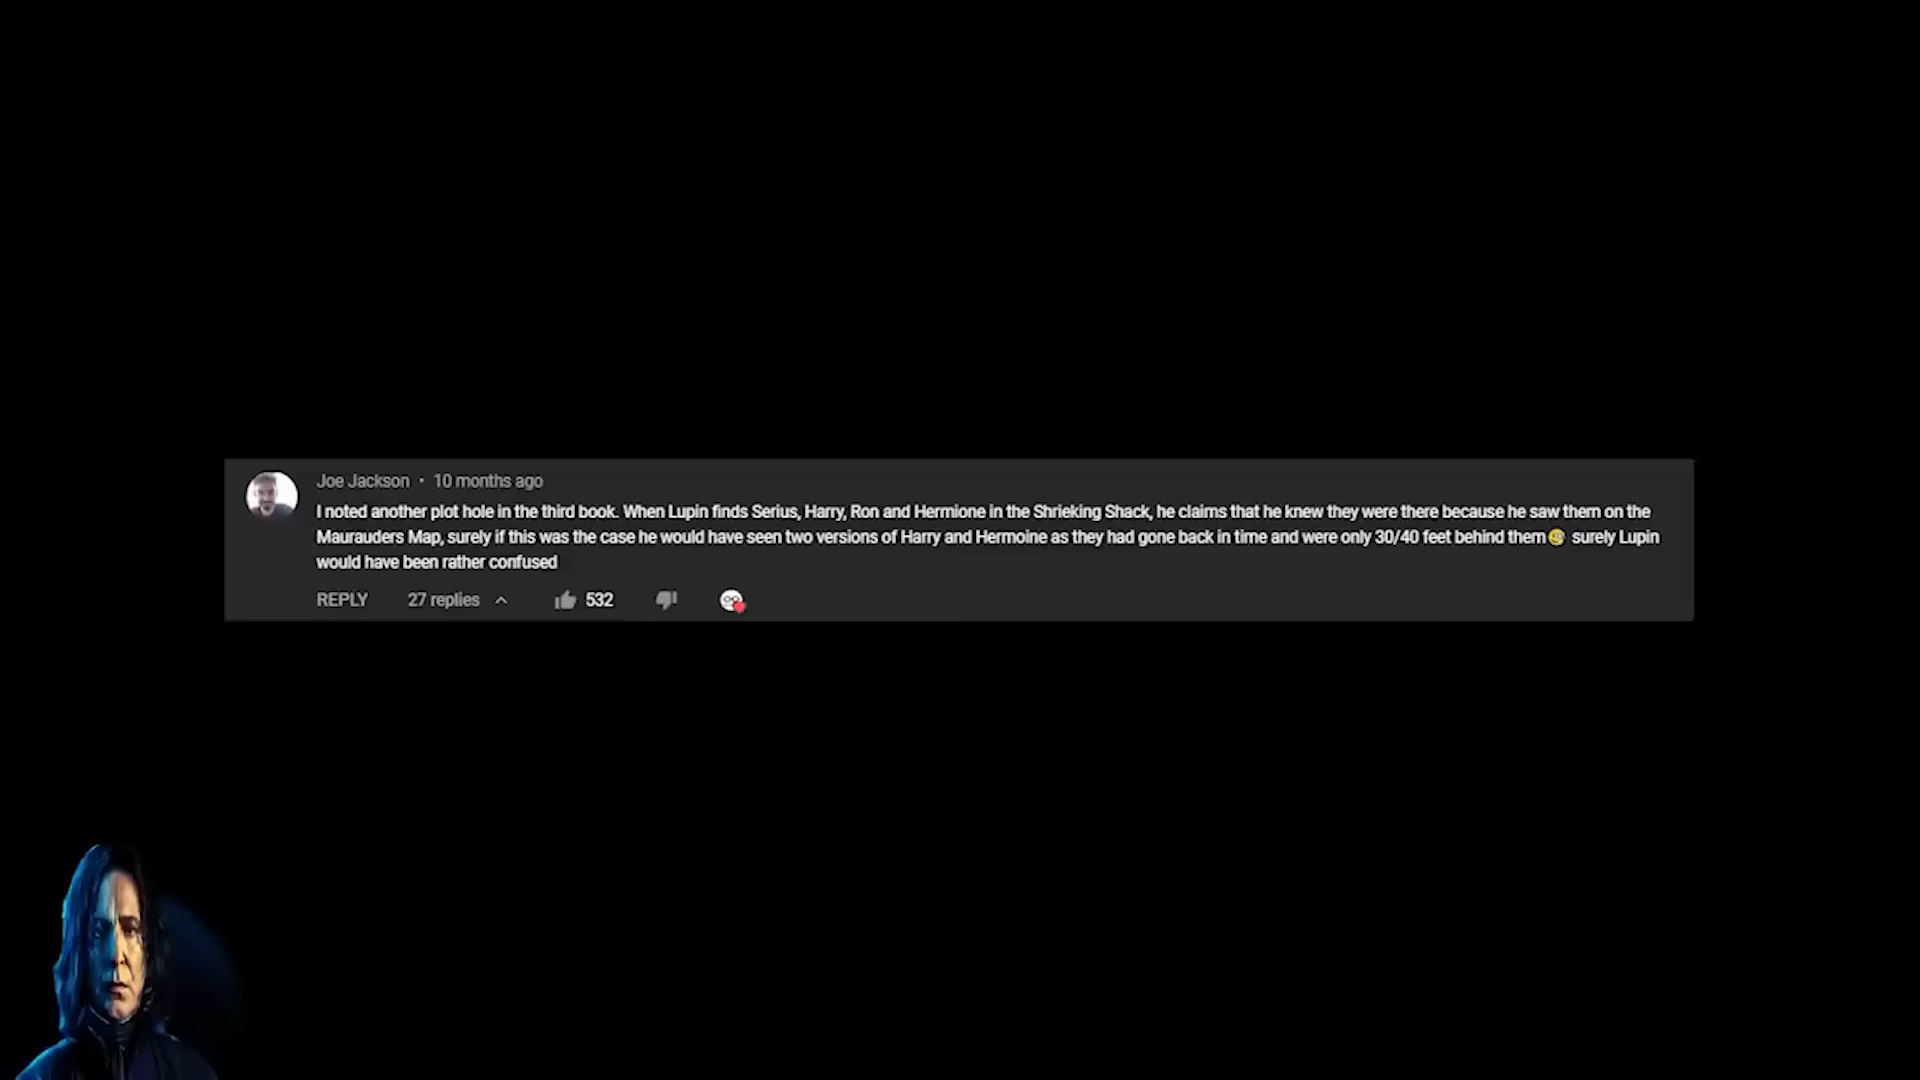 Joe Jackson • 10 months ago
I noted another plot hole in the third book. When Lupin finds Serius, Harry, Ron and Hermione in the Shrieking Shack, he claims that he knew they were there because he saw them on the
Maurauders Map, surely if this was the case he would have seen two versions of Harry and Hermoine as they had gone back in time and were only 30/40 feet behind them🧐 surely Lupin
would have been rather confused
REPLY 27 replies 532